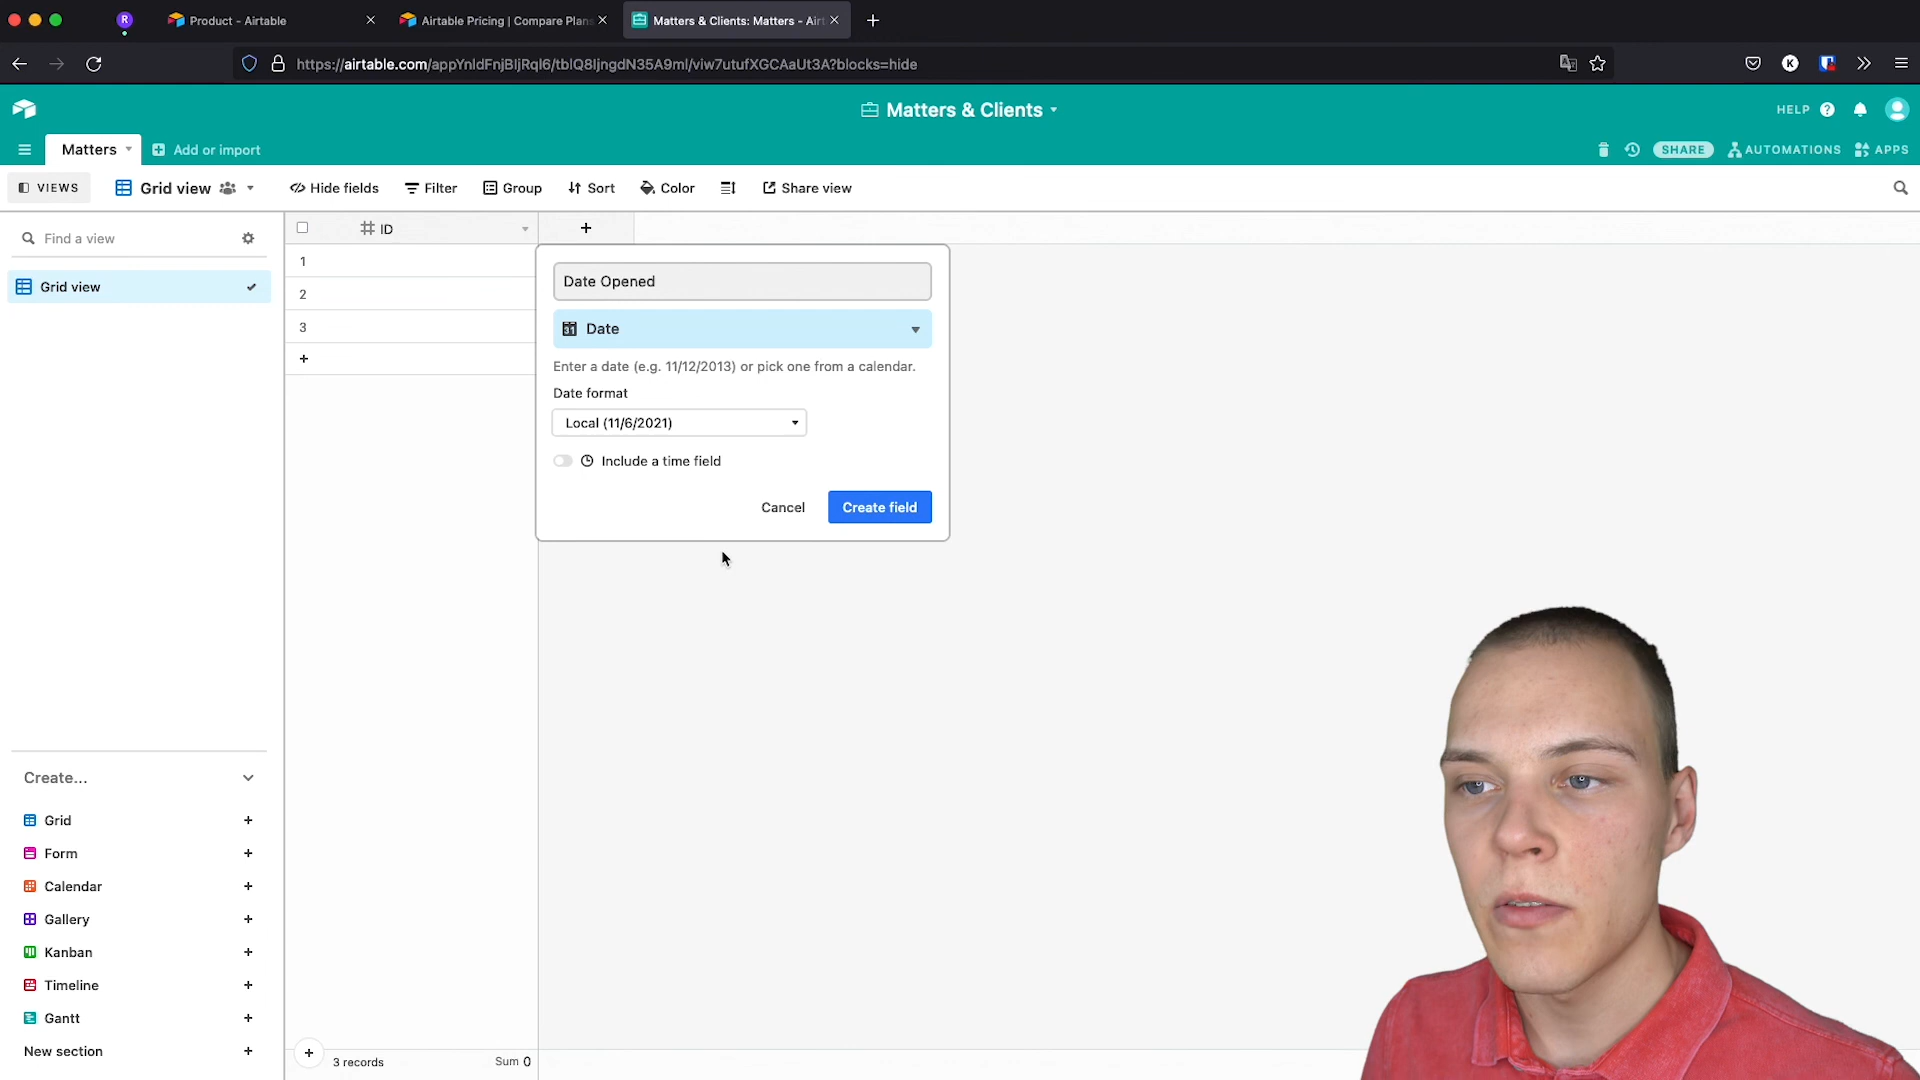 Product - Airtable
Airtable Pricing | Compare Plans
Matters & Clients: Matters - Airt
https://airtable.com/appYnIdFnjBIjRqI6/tblQ8IjngdN35A9mI/viw7utufXGCAaUt3A?blocks=hide
Matters & Clients
HELP
Matters
Add or import
SHARE
AUTOMATIONS
APPS
VIEWS
Grid view
Hide fields
Filter
Group
Sort
Color
Share view
Find a view
Grid view
ID
1
2
3
Date Opened
31
Date
Enter a date (e.g. 11/12/2013) or pick one from a calendar.
Date format
Local (11/6/2021)
Include a time field
Cancel
Create field
Create...
Grid
Form
Calendar
Gallery
Kanban
Timeline
Gantt
New section
3 records
Sum 0
R
K